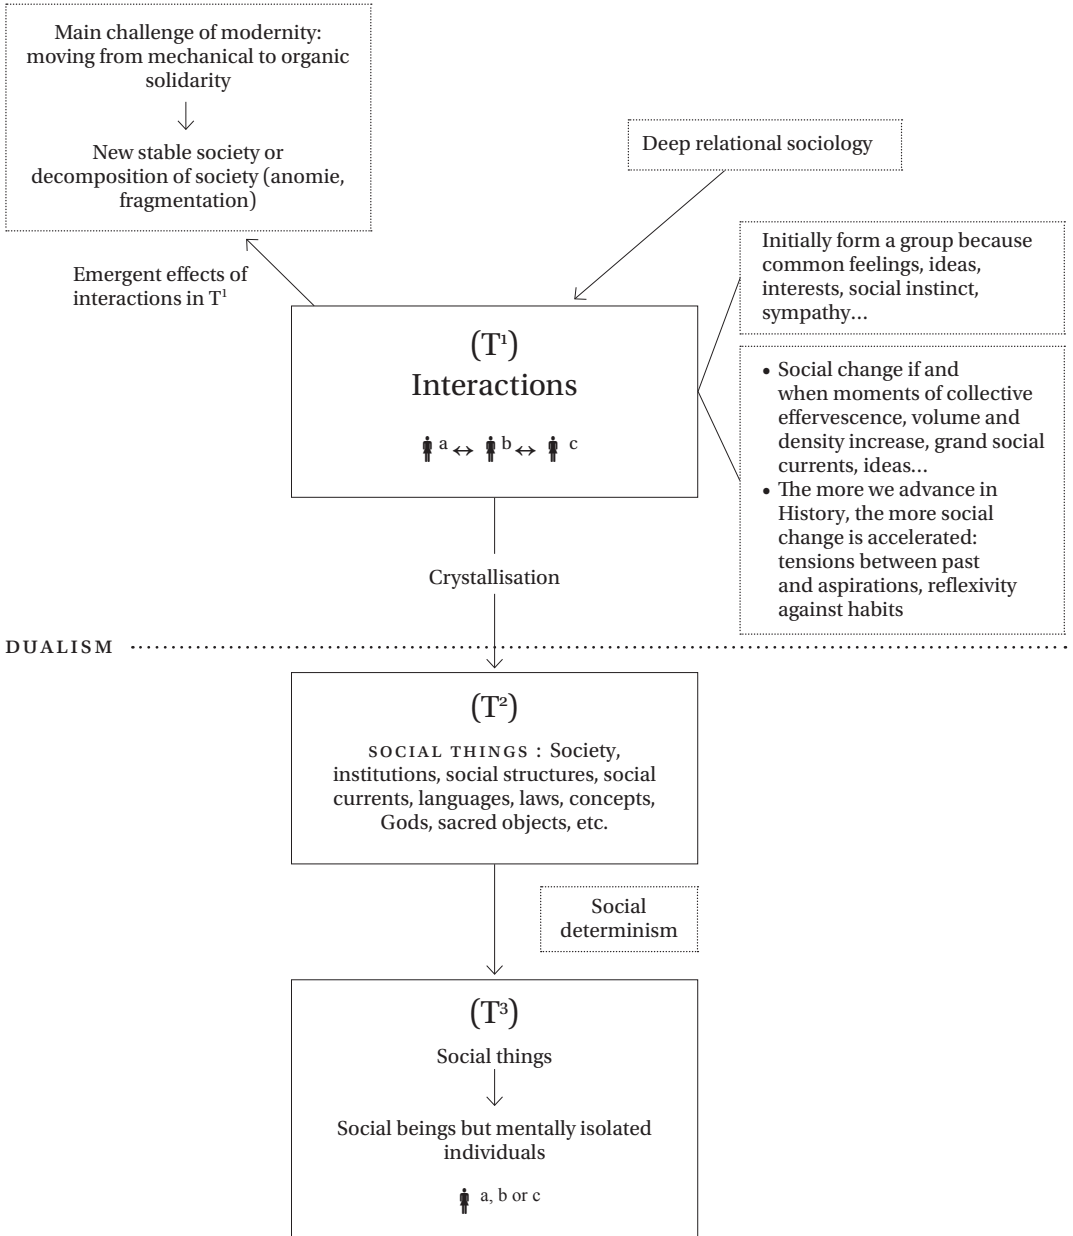 Main challenge of modernity:
moving from mechanical to organic
solidarity
New stable society or
decomposition of society (anomie,
fragmentation)
Deep relational sociology
Emergent effects of
interactions in T¹
Initially form a group because
common feelings, ideas,
interests, social instinct,
sympathy...
(T¹)
Interactions
a ↔ b ↔ c
• Social change if and
when moments of collective
effervescence, volume and
density increase, grand social
currents, ideas...
• The more we advance in
History, the more social
change is accelerated:
tensions between past
and aspirations, reflexivity
against habits
Crystallisation
DUALISM
(T²)
SOCIAL THINGS : Society,
institutions, social structures, social
currents, languages, laws, concepts,
Gods, sacred objects, etc.
Social
determinism
(T³)
Social things
Social beings but mentally isolated
individuals
a, b or c